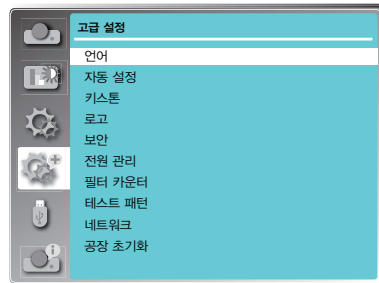 고급 설정
언어
자동 설정
키스톤
로고
보안
전원 관리
필터 카운터
테스트 패턴
네트워크
공장 초기화